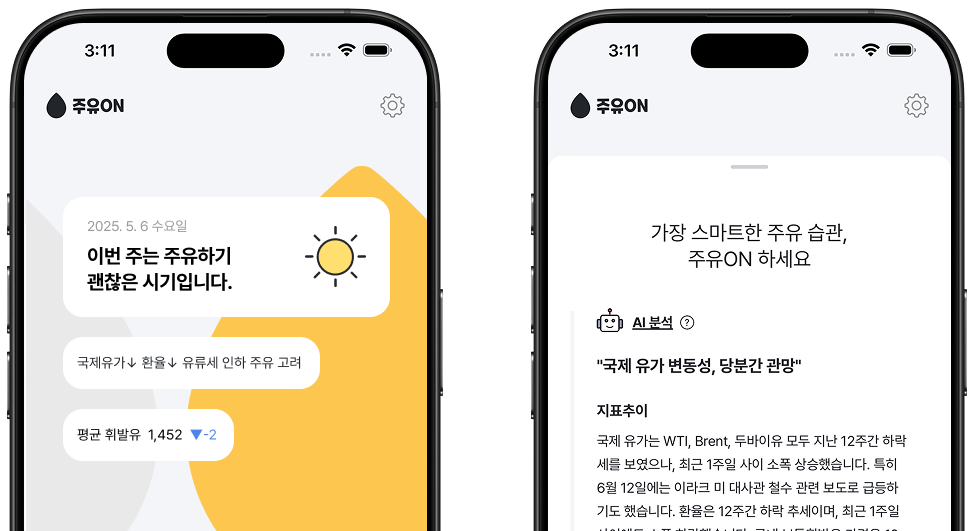 3:11
주유ON
2025. 5. 6 수요일
이번 주는 주유하기
괜찮은 시기입니다.
국제유가↓ 환율↓ 유류세 인하 주유 고려
평균 휘발유 1,452 ▼-2
3:11
주유ON
가장 스마트한 주유 습관,
주유ON 하세요
AI 분석 ?
"국제 유가 변동성, 당분간 관망"
지표추이
국제 유가는 WTI, Brent, 두바이유 모두 지난 12주간 하락
세를 보였으나, 최근 1주일 사이 소폭 상승했습니다. 특히
6월 12일에는 이라크 미 대사관 철수 관련 보도로 급등하
기도 했습니다. 환율은 12주간 하락 추세이며, 최근 1주일